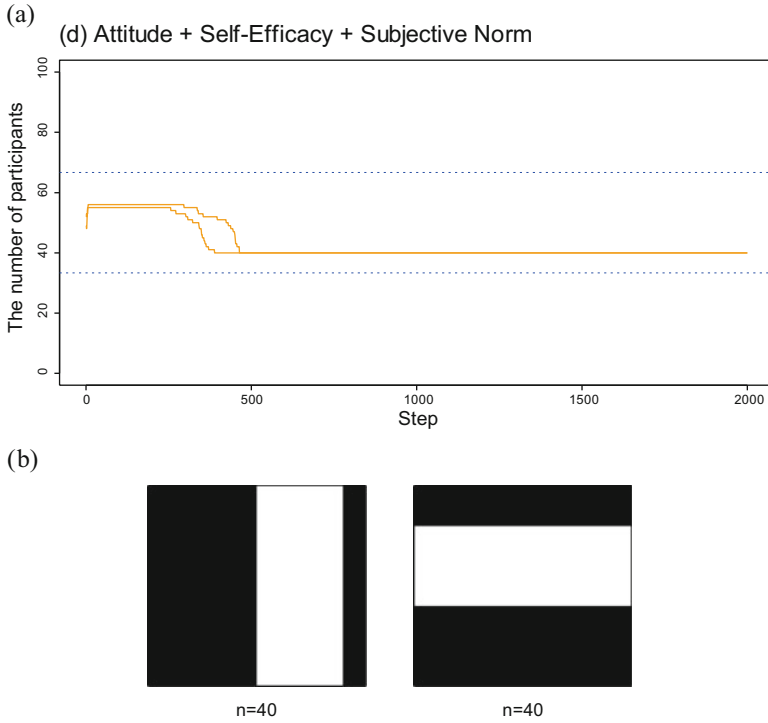 (a)
(d) Attitude + Self-Efficacy + Subjective Norm
The number of participants
100
80
60
40
20
0
0 500 1000 1500 2000
Step
(b)
n=40 n=40